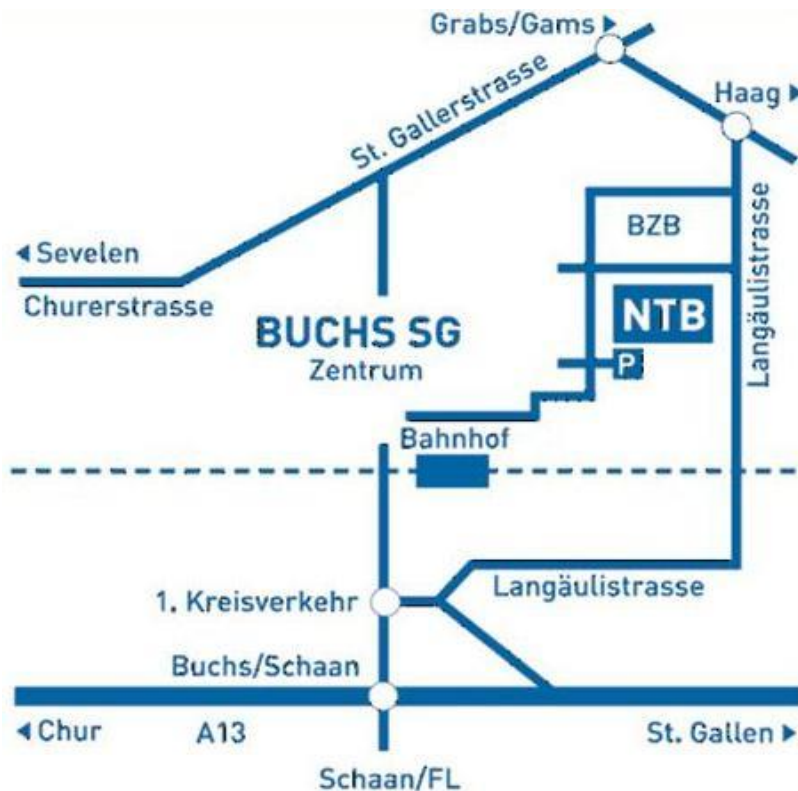 Grabs/Gams
Haag
St. Gallerstrasse
BZB
Sevelen
Churerstrasse
Langäulistrasse
NTB
BUCHS SG
Zentrum
P
Bahnhof
Langäulistrasse
1. Kreisverkehr
Buchs/Schaan
Chur
A13
St. Gallen
Schaan/FL